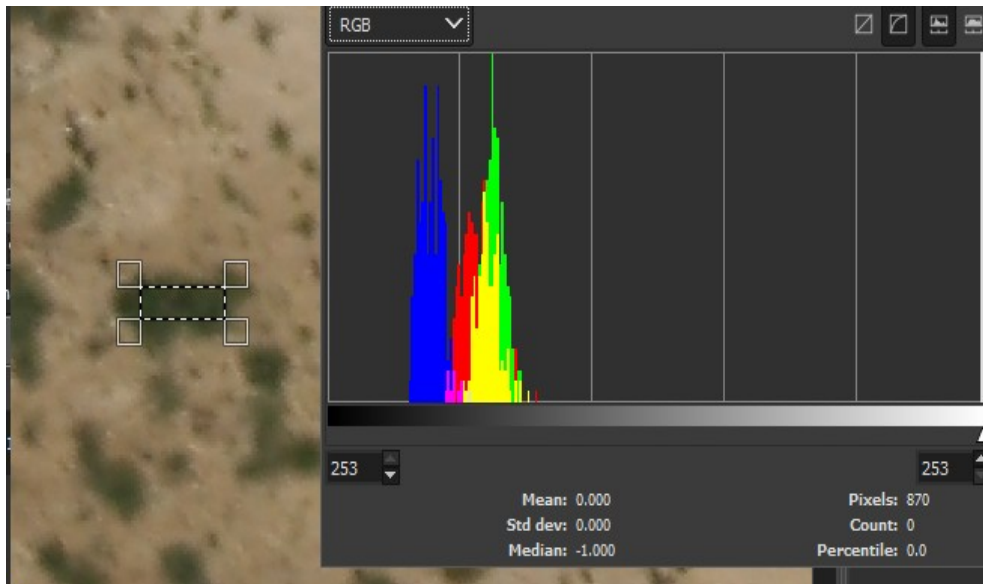 RGB
253 253
Mean: 0.000 Pixels: 870
Std dev: 0.000 Count: 0
Median: -1.000 Percentile: 0.0